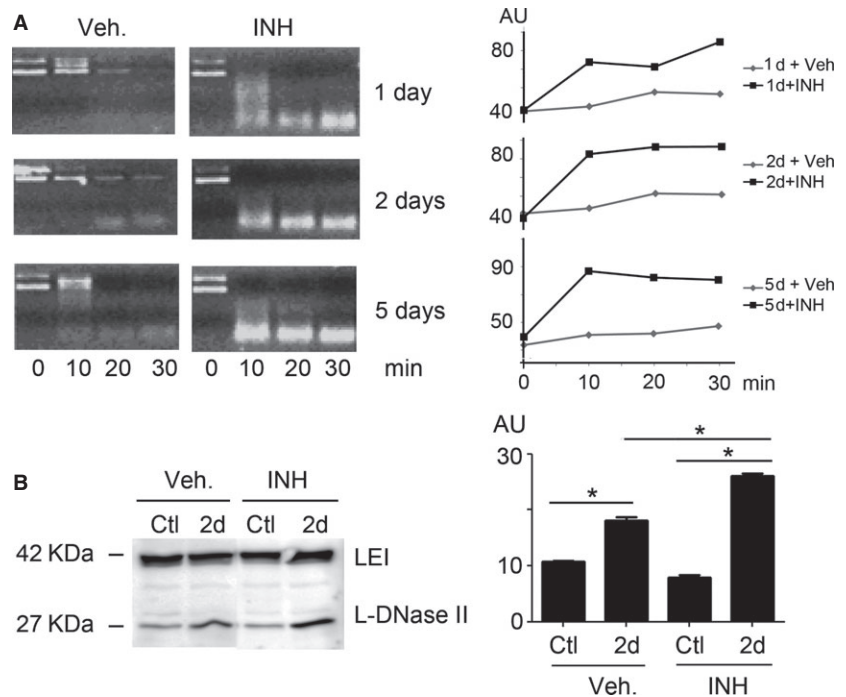 A
Veh. INH
1 day
2 days
5 days
0 10 20 30 0 10 20 30 min
AU
80
40
1d + Veh
1d+INH
80
40
2d + Veh
2d+INH
90
50
5d + Veh
5d+INH
0 10 20 30 min
B
Veh. INH
Ctl 2d Ctl 2d
42 KDa – LEI
27 KDa – L-DNase II
AU
30
10
0
* * *
Ctl 2d Ctl 2d
Veh. INH